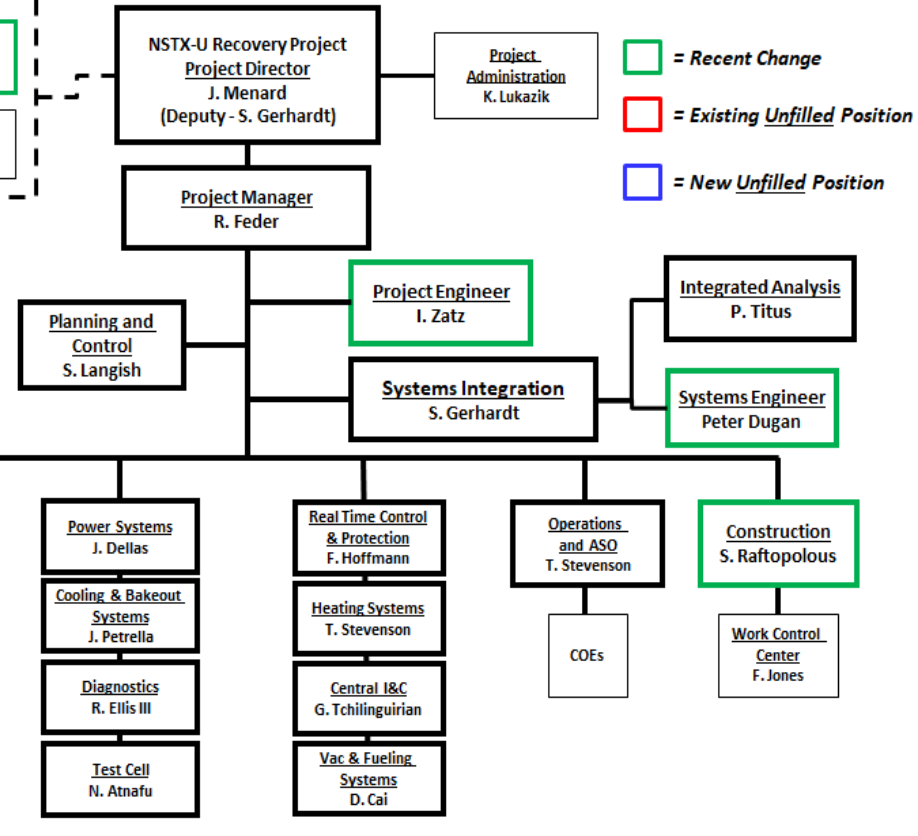 NSTX-U Recovery Project
Project Director
J. Menard
(Deputy - S. Gerhardt)
Project
Administration
K. Lukazik
= Recent Change
= Existing Unfilled Position
= New Unfilled Position
Project Manager
R. Feder
Project Engineer
I. Zatz
Integrated Analysis
P. Titus
Planning and
Control
S. Langish
Systems Integration
S. Gerhardt
Systems Engineer
Peter Dugan
Power Systems
J. Dellas
Cooling & Bakeout
Systems
J. Petrella
Diagnostics
R. Ellis III
Test Cell
N. Atnafu
Real Time Control
& Protection
F. Hoffmann
Heating Systems
T. Stevenson
Central I&C
G. Tchilinguirian
Vac & Fueling
Systems
D. Cai
Operations
and ASO
T. Stevenson
COEs
Construction
S. Raftopolous
Work Control
Center
F. Jones